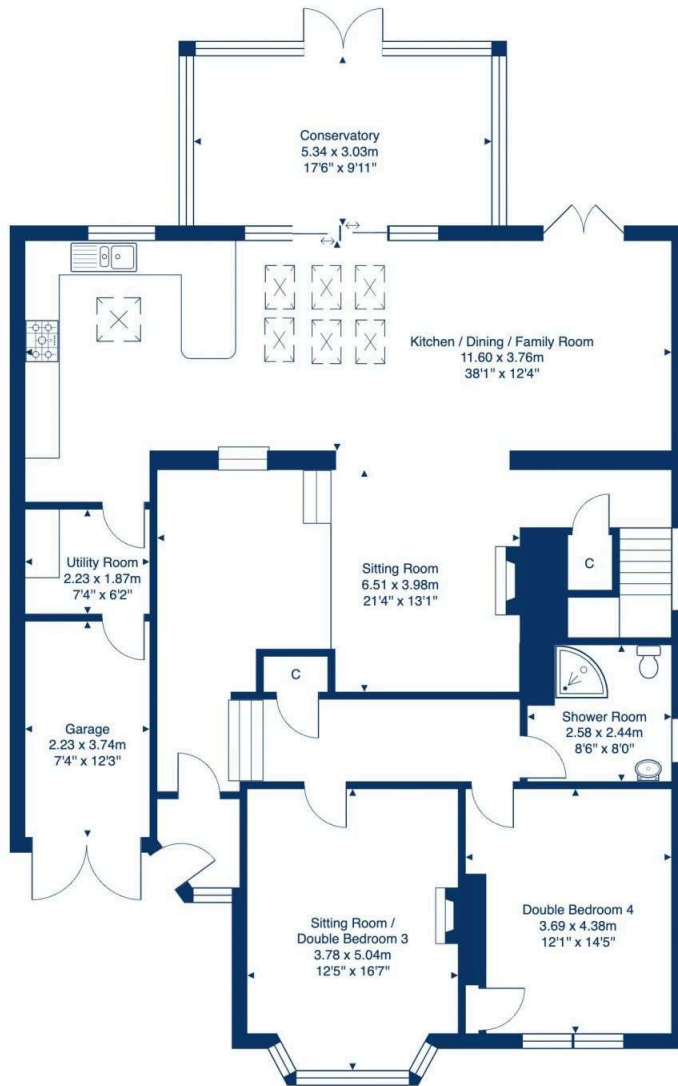 Conservatory
5.34 x 3.03m
17'6" x 9'11"
Kitchen / Dining / Family Room
11.60 x 3.76m
38'1" x 12'4"
Utility Room
2.23 x 1.87m
7'4" x 6'2"
Sitting Room
6.51 x 3.98m
21'4" x 13'1"
C
C
Garage
2.23 x 3.74m
7'4" x 12'3"
Shower Room
2.58 x 2.44m
8'6" x 8'0"
Sitting Room /
Double Bedroom 3
3.78 x 5.04m
12'5" x 16'7"
Double Bedroom 4
3.69 x 4.38m
12'1" x 14'5"